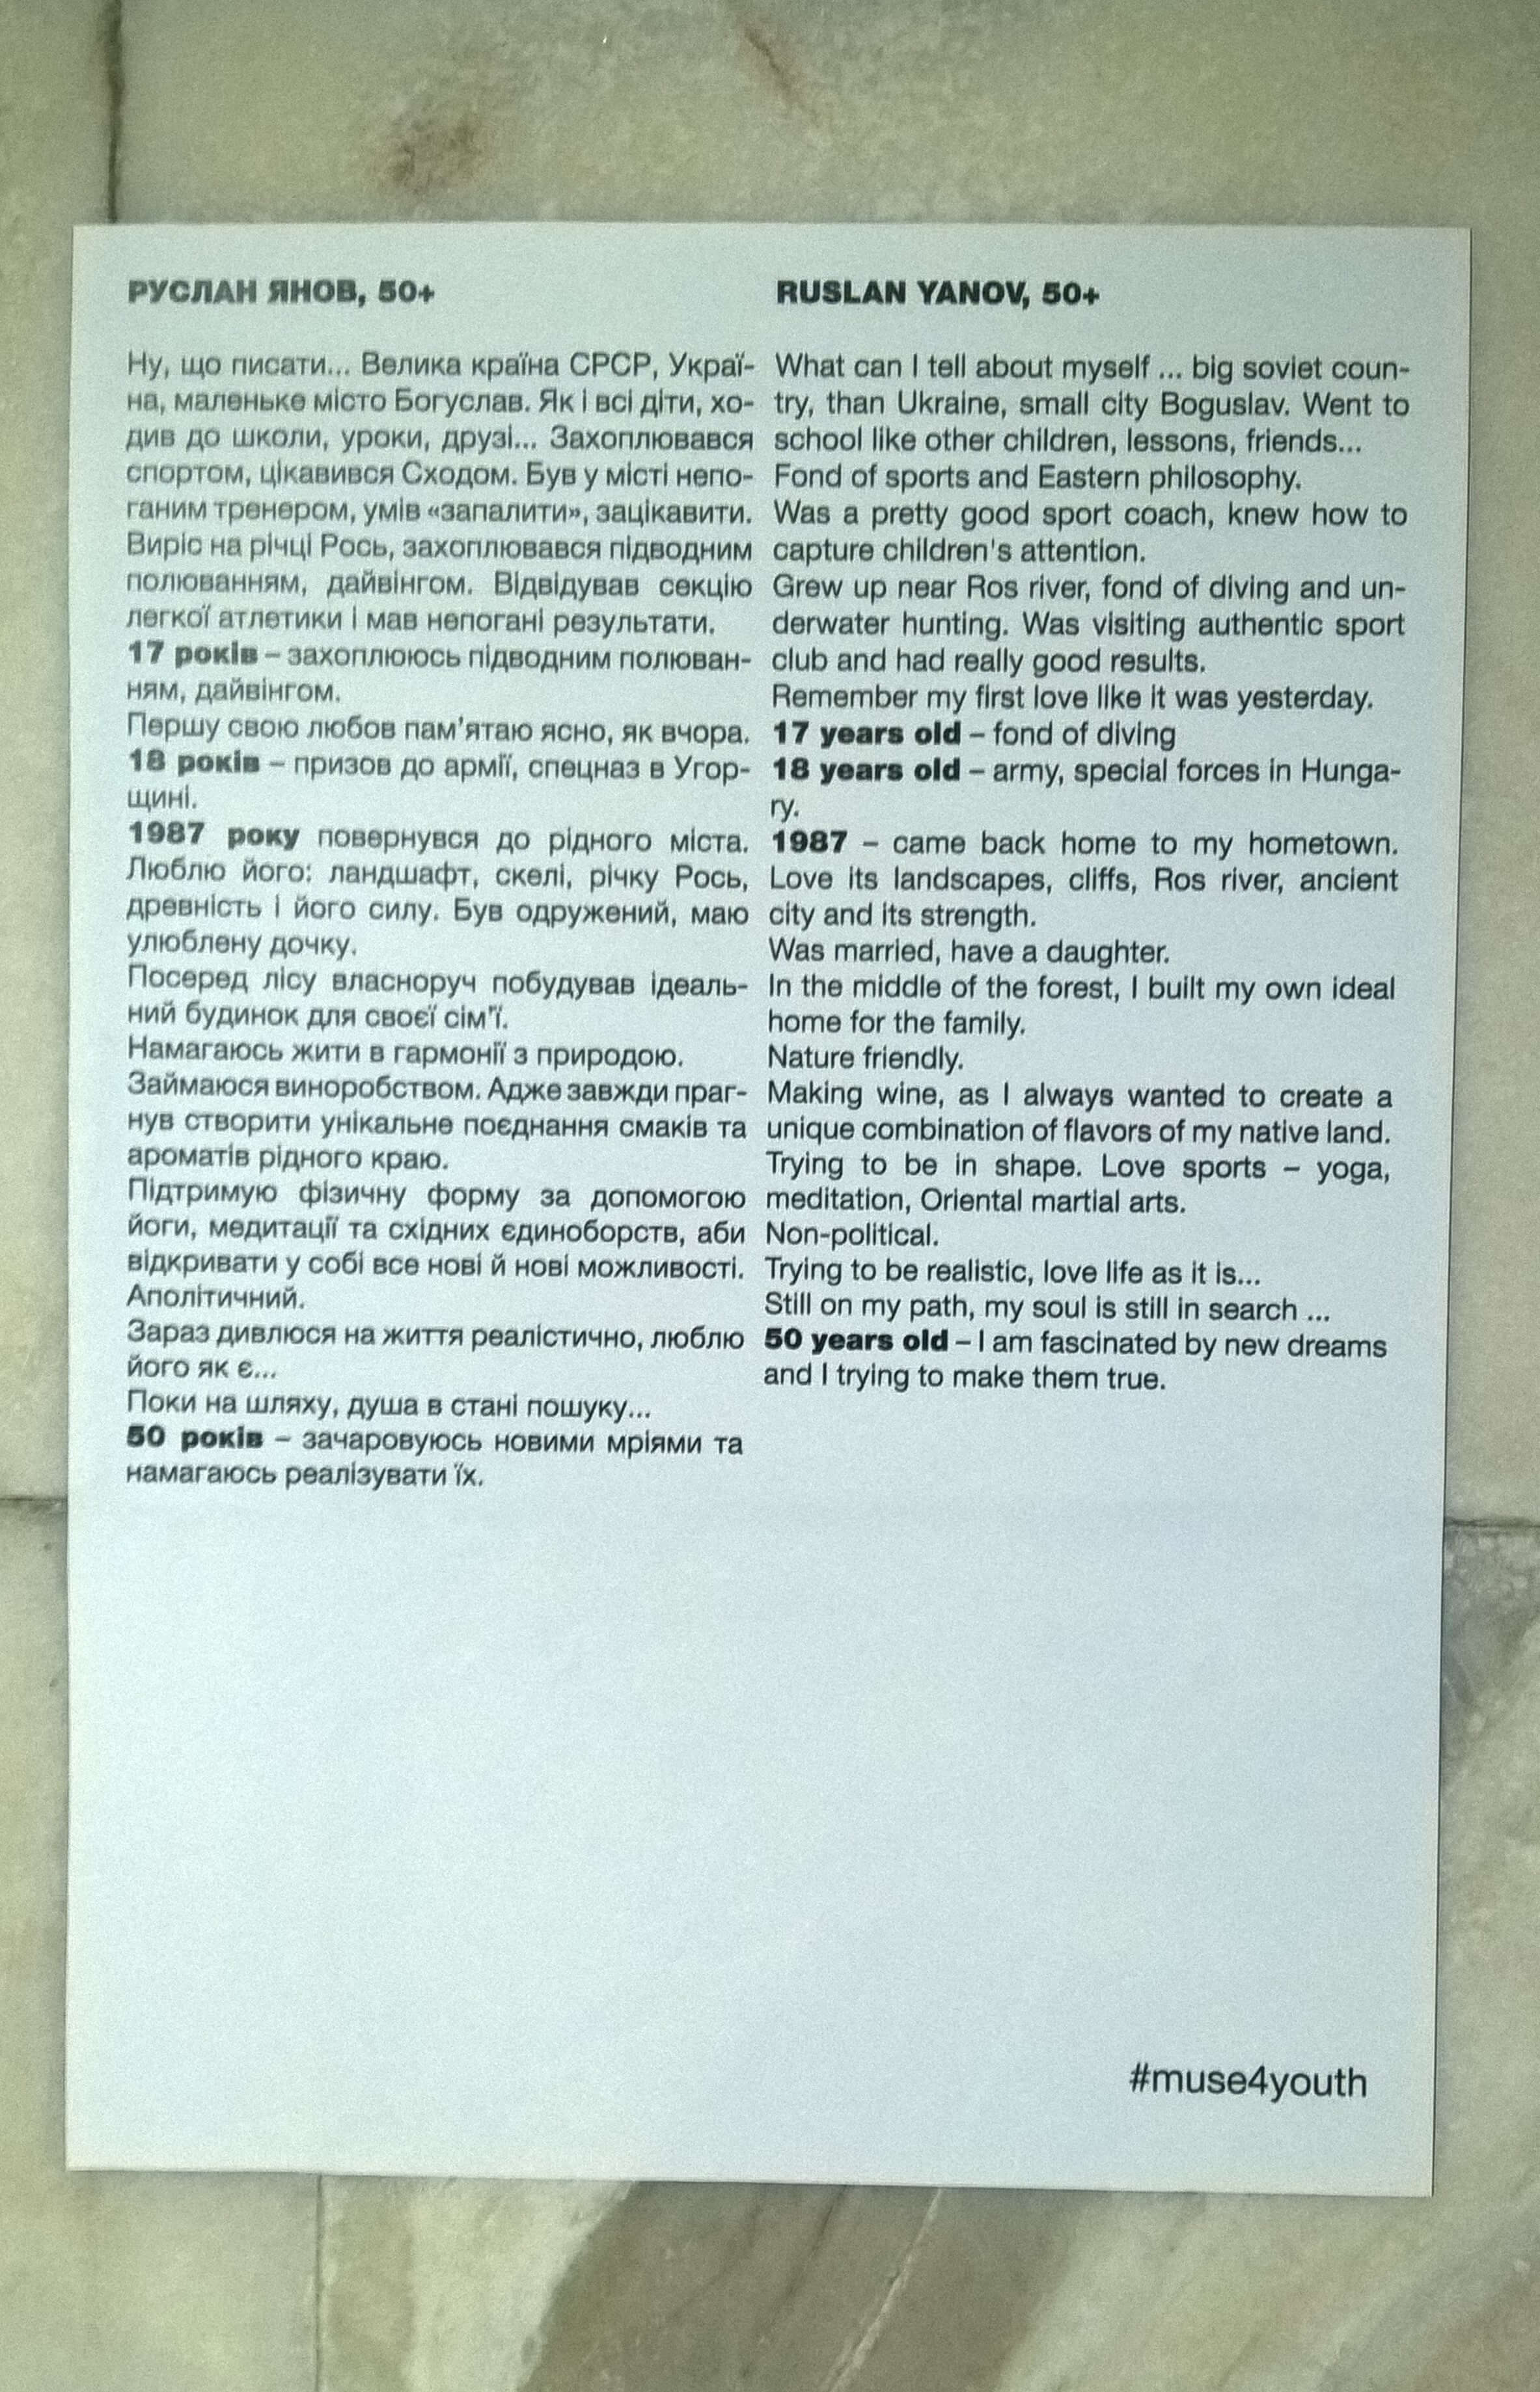 РУСЛАН ЯНОВ, 50+
Ну, що писати... Велика країна СРСР, Украї-
на, маленьке місто Богуслав. Як і всі діти, хо-
див до школи, уроки, друзі... Захоплювався
спортом, цікавився Сходом. Був у місті непо-
ганим тренером, умів «запалити», зацікавити.
Виріс на річці Рось, захоплювався підводним
полюванням, дайвінгом. Відвідував секцію
легкої атлетики і мав непогані результати.
17 років – захоплююсь підводним полюван-
ням, дайвінгом.
Першу свою любов пам’ятаю ясно, як вчора.
18 років – призов до армії, спецназ в Угор-
щині.
1987 року повернувся до рідного міста.
Люблю його: ландшафт, скелі, річку Рось,
древність і його силу. Був одружений, маю
улюблену дочку.
Посеред лісу власноруч побудував ідеаль-
ний будинок для своєї сім’ї.
Намагаюсь жити в гармонії з природою.
Займаюся виноробством. Адже завжди праг-
нув створити унікальне поєднання смаків та
ароматів рідного краю.
Підтримую фізичну форму за допомогою
йоги, медитації та східних єдиноборств, аби
відкривати у собі все нові й нові можливості.
Аполітичний.
Зараз дивлюся на життя реалістично, люблю
його як є...
Поки на шляху, душа в стані пошуку...
50 років – зачаровуюсь новими мріями та
намагаюсь реалізувати їх.
RUSLAN YANOV, 50+
What can I tell about myself ... big soviet coun-
try, than Ukraine, small city Boguslav. Went to
school like other children, lessons, friends...
Fond of sports and Eastern philosophy.
Was a pretty good sport coach, knew how to
capture children's attention.
Grew up near Ros river, fond of diving and un-
derwater hunting. Was visiting authentic sport
club and had really good results.
Remember my first love like it was yesterday.
17 years old – fond of diving
18 years old – army, special forces in Hunga-
ry.
1987 – came back home to my hometown.
Love its landscapes, cliffs, Ros river, ancient
city and its strength.
Was married, have a daughter.
In the middle of the forest, I built my own ideal
home for the family.
Nature friendly.
Making wine, as I always wanted to create a
unique combination of flavors of my native land.
Trying to be in shape. Love sports – yoga,
meditation, Oriental martial arts.
Non-political.
Trying to be realistic, love life as it is...
Still on my path, my soul is still in search ...
50 years old – I am fascinated by new dreams
and I trying to make them true.
#muse4youth